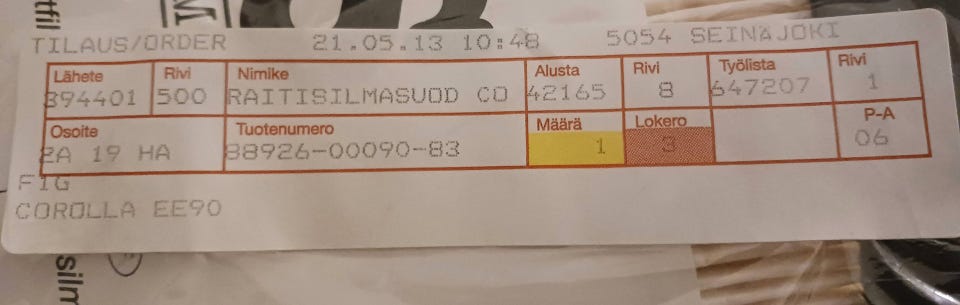 TILAUS/ORDER 21.05.13 10:48 5054 SEINÄJOKI
Lähete Rivi Nimike Alusta Rivi Työlista Rivi
394401 500 RAITISILMASUOD CO 42165 8 647207 1
Osoite Tuotenumero Määrä Lokero P-A
2A 19 HA 88926-00090-83 1 3 06
FIG
COROLLA EE90
silm